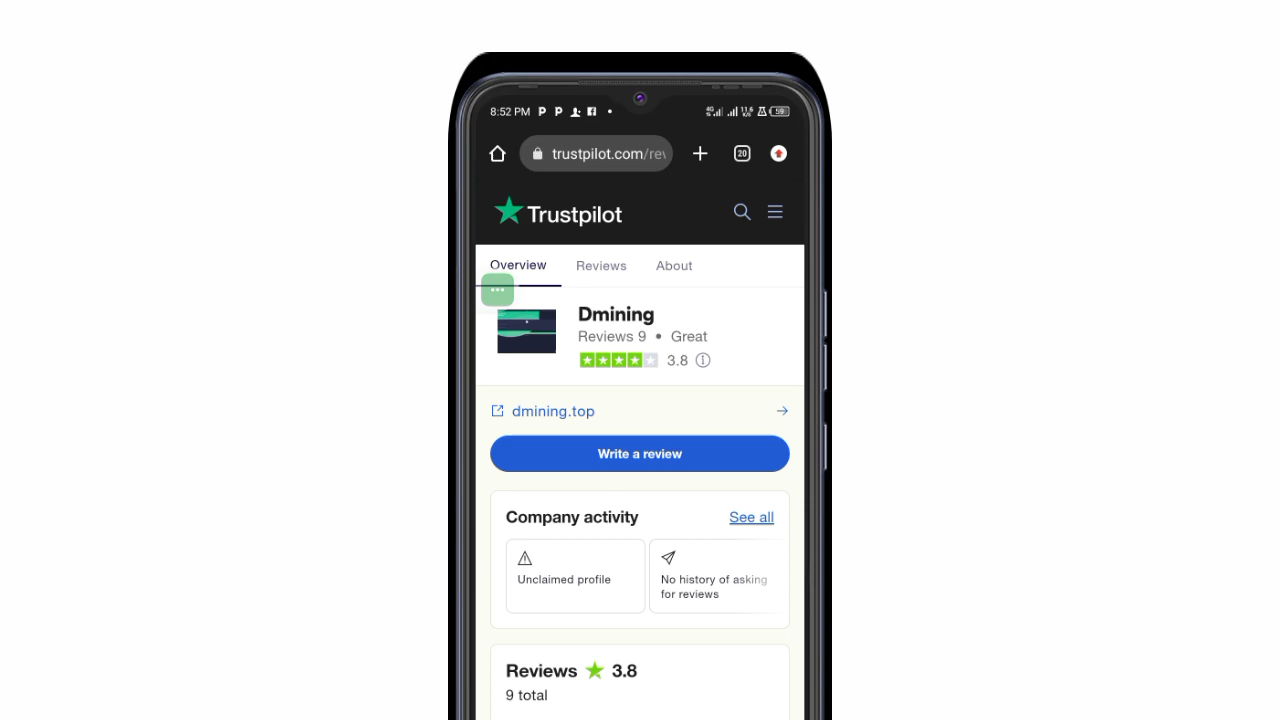 8:52 PM
trustpilot.com/rev
20
Trustpilot
Overview
Reviews
About
Dmining
Reviews 9 • Great
3.8
dmining.top
Write a review
Company activity
See all
Unclaimed profile
No history of asking
for reviews
Reviews 3.8
9 total